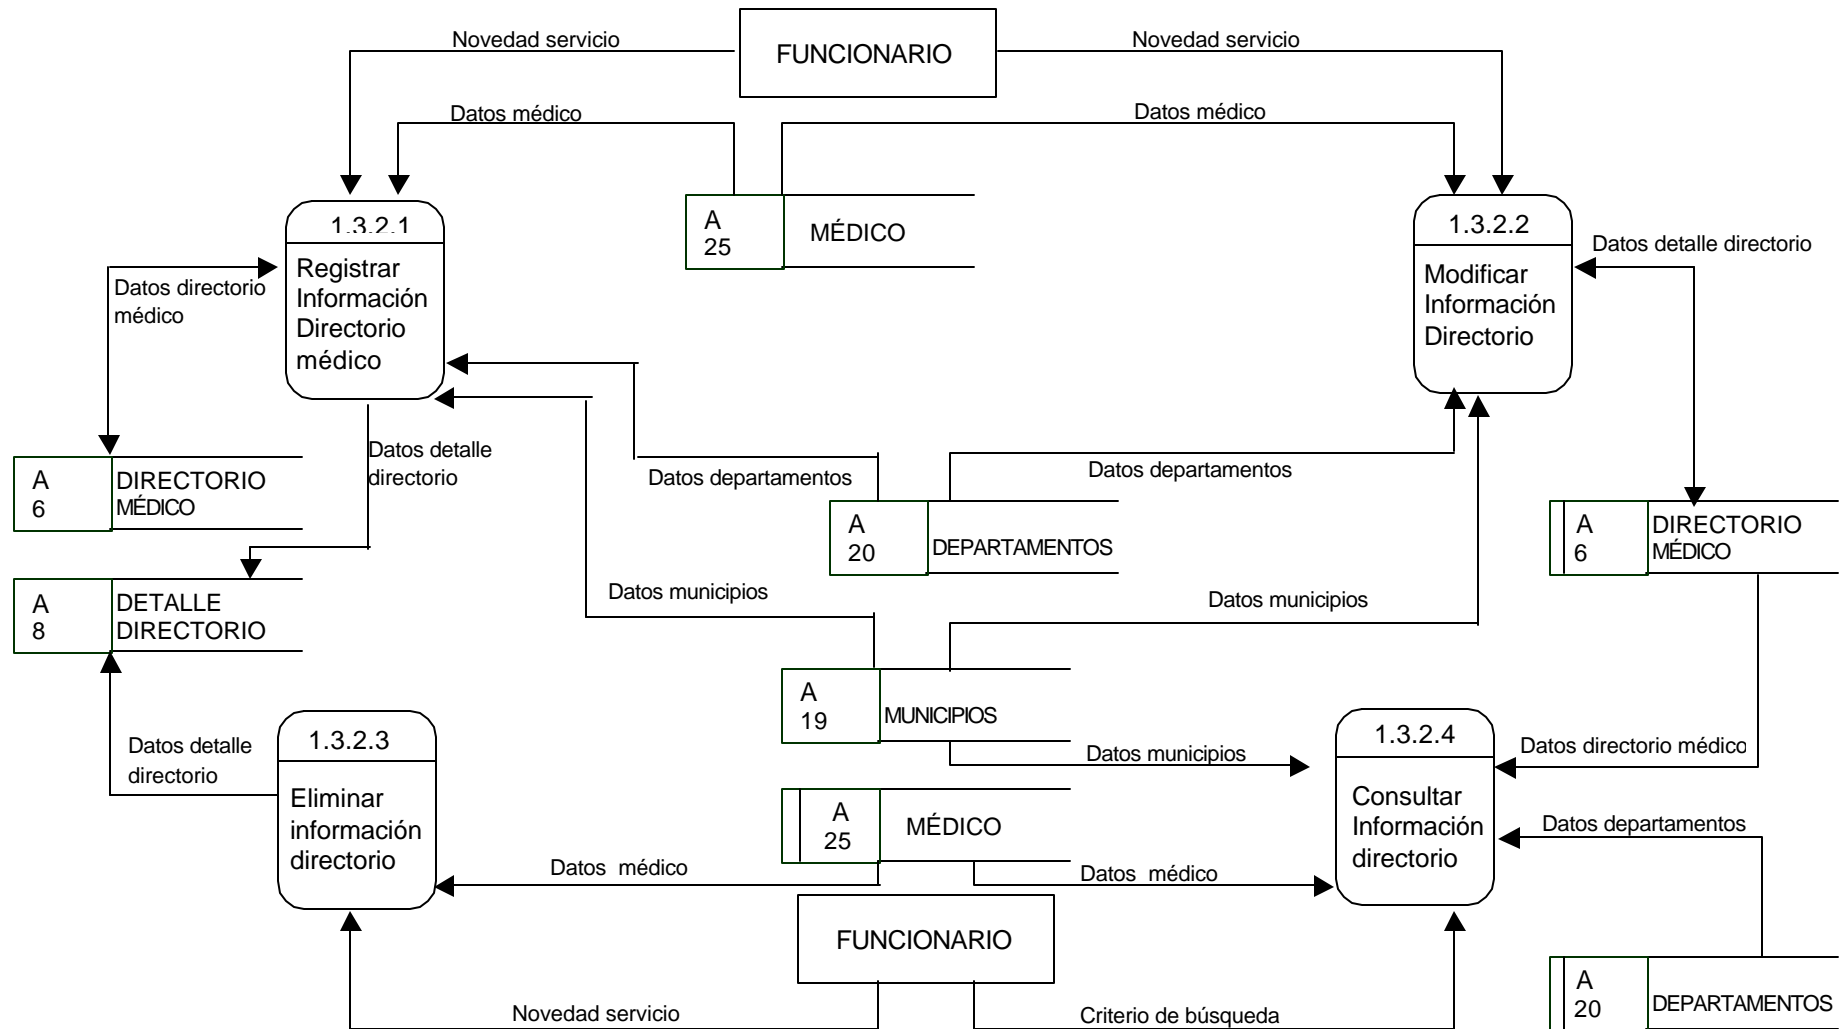 Novedad servicio
FUNCIONARIO
Novedad servicio
Datos médico
Datos médico
1.3.2.1
Registrar
Información
Directorio
médico
A
25
MÉDICO
1.3.2.2
Modificar
Información
Directorio
Datos detalle directorio
Datos directorio
médico
Datos detalle
directorio
Datos departamentos
Datos departamentos
A
6
DIRECTORIO
MÉDICO
A
20
DEPARTAMENTOS
A
6
DIRECTORIO
MÉDICO
A
8
DETALLE
DIRECTORIO
Datos municipios
Datos municipios
A
19
MUNICIPIOS
1.3.2.3
Eliminar
información
directorio
Datos detalle
directorio
Datos municipios
1.3.2.4
Consultar
Información
directorio
Datos directorio médico
A
25
MÉDICO
Datos departamentos
Datos  médico
Datos  médico
FUNCIONARIO
A
20
DEPARTAMENTOS
Novedad servicio
Criterio de búsqueda